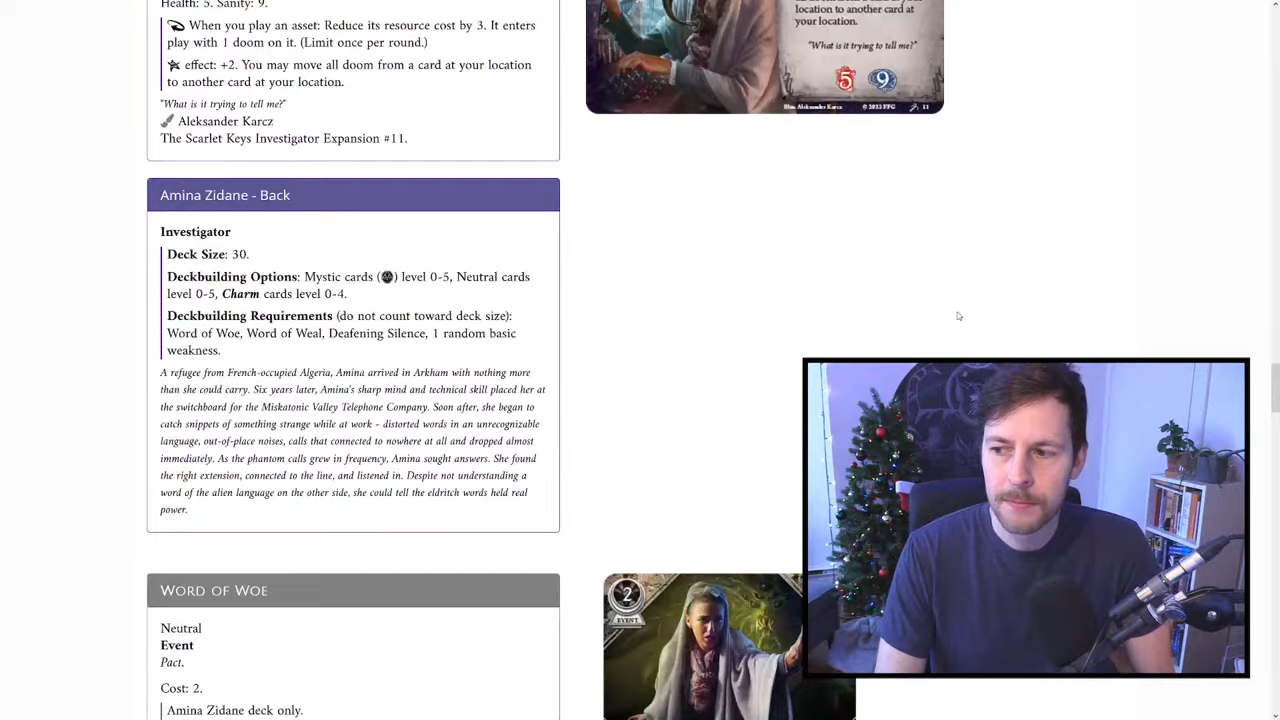 Health: 5. Sanity: 9.
When you play an asset: Reduce its resource cost by 3. It enters
play with 1 doom on it. (Limit once per round.)
effect: +2. You may move all doom from a card at your location
to another card at your location.
"What is it trying to tell me?"
Aleksander Karcz
The Scarlet Keys Investigator Expansion #11.
location to another card at
your location.
"What is it trying to tell me?"
5
9
Illus. Aleksander Karcz
© 2022 FFG
11
Amina Zidane - Back
Investigator
Deck Size: 30.
Deckbuilding Options: Mystic cards () level 0-5, Neutral cards
level 0-5, Charm cards level 0-4.
Deckbuilding Requirements (do not count toward deck size):
Word of Woe, Word of Weal, Deafening Silence, 1 random basic
weakness.
A refugee from French-occupied Algeria, Amina arrived in Arkham with nothing more
than she could carry. Six years later, Amina's sharp mind and technical skill placed her at
the switchboard for the Miskatonic Valley Telephone Company. Soon after, she began to
catch snippets of something strange while at work - distorted words in an unrecognizable
language, out-of-place noises, calls that connected to nowhere at all and dropped almost
immediately. As the phantom calls grew in frequency, Amina sought answers. She found
the right extension, connected to the line, and listened in. Despite not understanding a
word of the alien language on the other side, she could tell the eldritch words held real
power.
Word of Woe
Neutral
Event
Pact.
Cost: 2.
Amina Zidane deck only.
2
EVENT